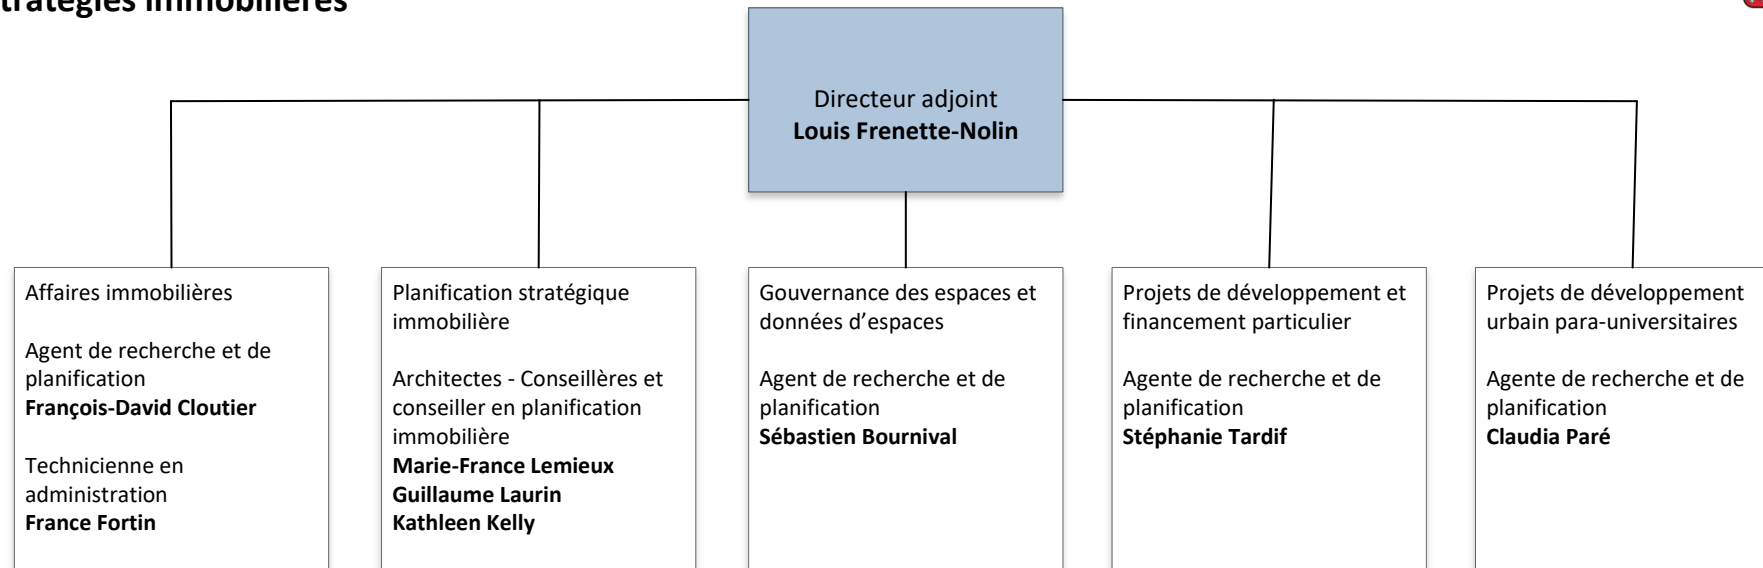 tratégies immobilières
Directeur adjoint
Louis Frenette-Nolin
Affaires immobilières
Agent de recherche et de
planification
François-David Cloutier
Technicienne en
administration
France Fortin
Planification stratégique
immobilière
Architectes - Conseillères et
conseiller en planification
immobilière
Marie-France Lemieux
Guillaume Laurin
Kathleen Kelly
Gouvernance des espaces et
données d’espaces
Agent de recherche et de
planification
Sébastien Bournival
Projets de développement et
financement particulier
Agente de recherche et de
planification
Stéphanie Tardif
Projets de développement
urbain para-universitaires
Agente de recherche et de
planification
Claudia Paré